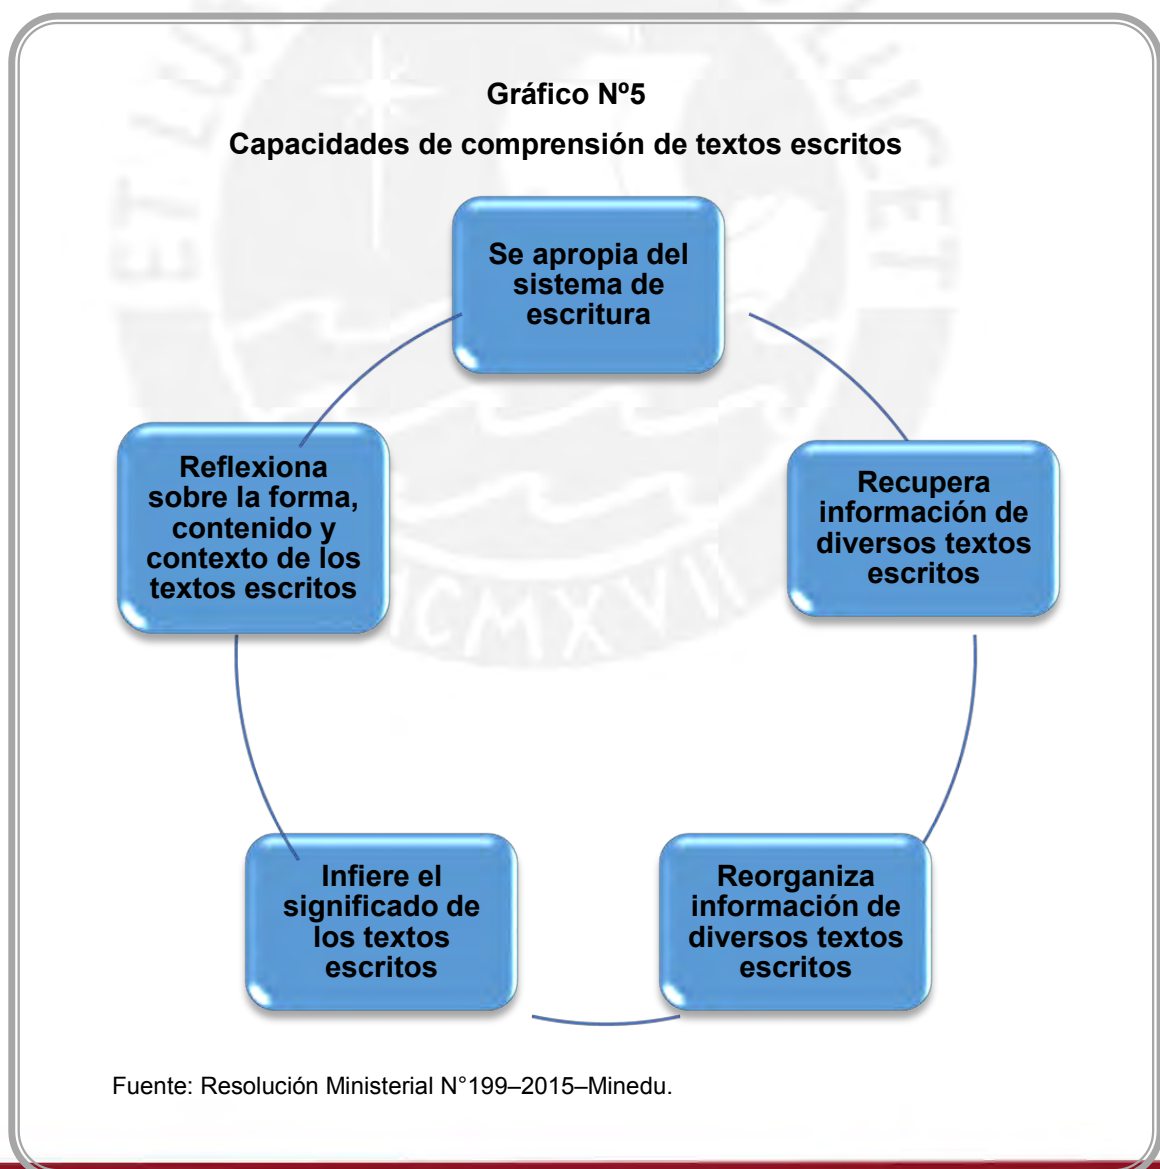 Gráfico Nº5
Capacidades de comprensión de textos escritos
Se apropia del
sistema de
escritura
Recupera
información de
diversos textos
escritos
Reorganiza
información de
diversos textos
escritos
Infiere el
significado de
los textos
escritos
Reflexiona
sobre la forma,
contenido y
contexto de los
textos escritos
Fuente: Resolución Ministerial N°199–2015–Minedu.